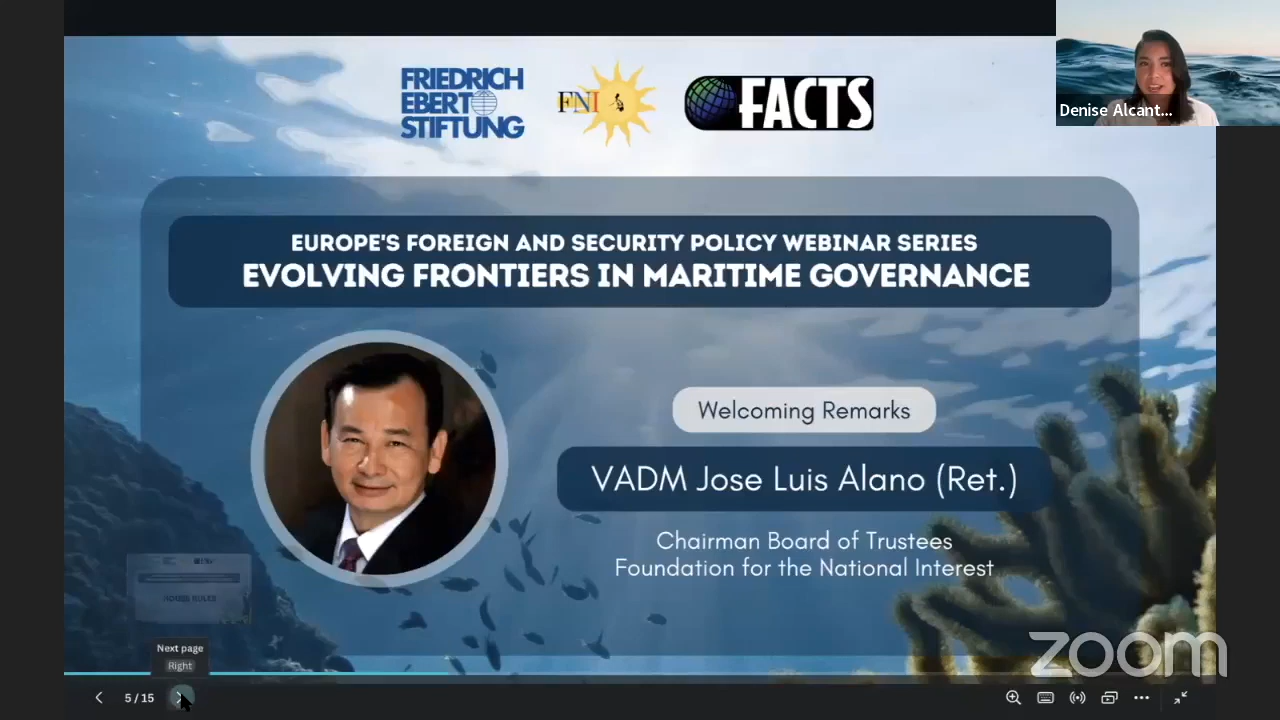 FRIEDRICH
EBERT
STIFTUNG
FNI
FACTS
Denise Alcant...
EUROPE'S FOREIGN AND SECURITY POLICY WEBINAR SERIES
EVOLVING FRONTIERS IN MARITIME GOVERNANCE
Welcoming Remarks
VADM Jose Luis Alano (Ret.)
Chairman Board of Trustees
Foundation for the National Interest
HOUSE RULES
Next page
Right
5 / 15
zoom